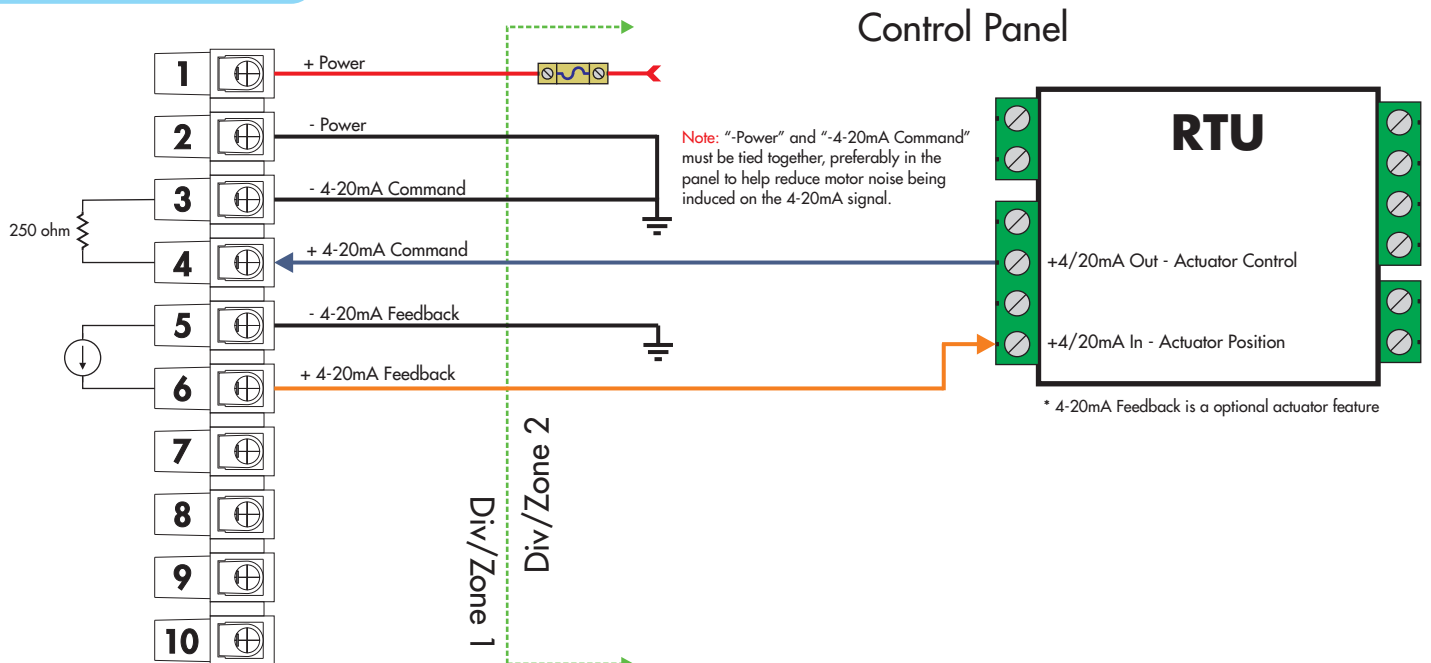 Control Panel
1
+ Power
2
- Power
Note: “-Power” and “-4-20mA Command”
must be tied together, preferably in the
panel to help reduce motor noise being
induced on the 4-20mA signal.
RTU
3
- 4-20mA Command
250 ohm
4
+ 4-20mA Command
+4/20mA Out - Actuator Control
5
- 4-20mA Feedback
+4/20mA In - Actuator Position
6
+ 4-20mA Feedback
* 4-20mA Feedback is a optional actuator feature
7
8
9
10
Div/Zone 1
Div/Zone 2